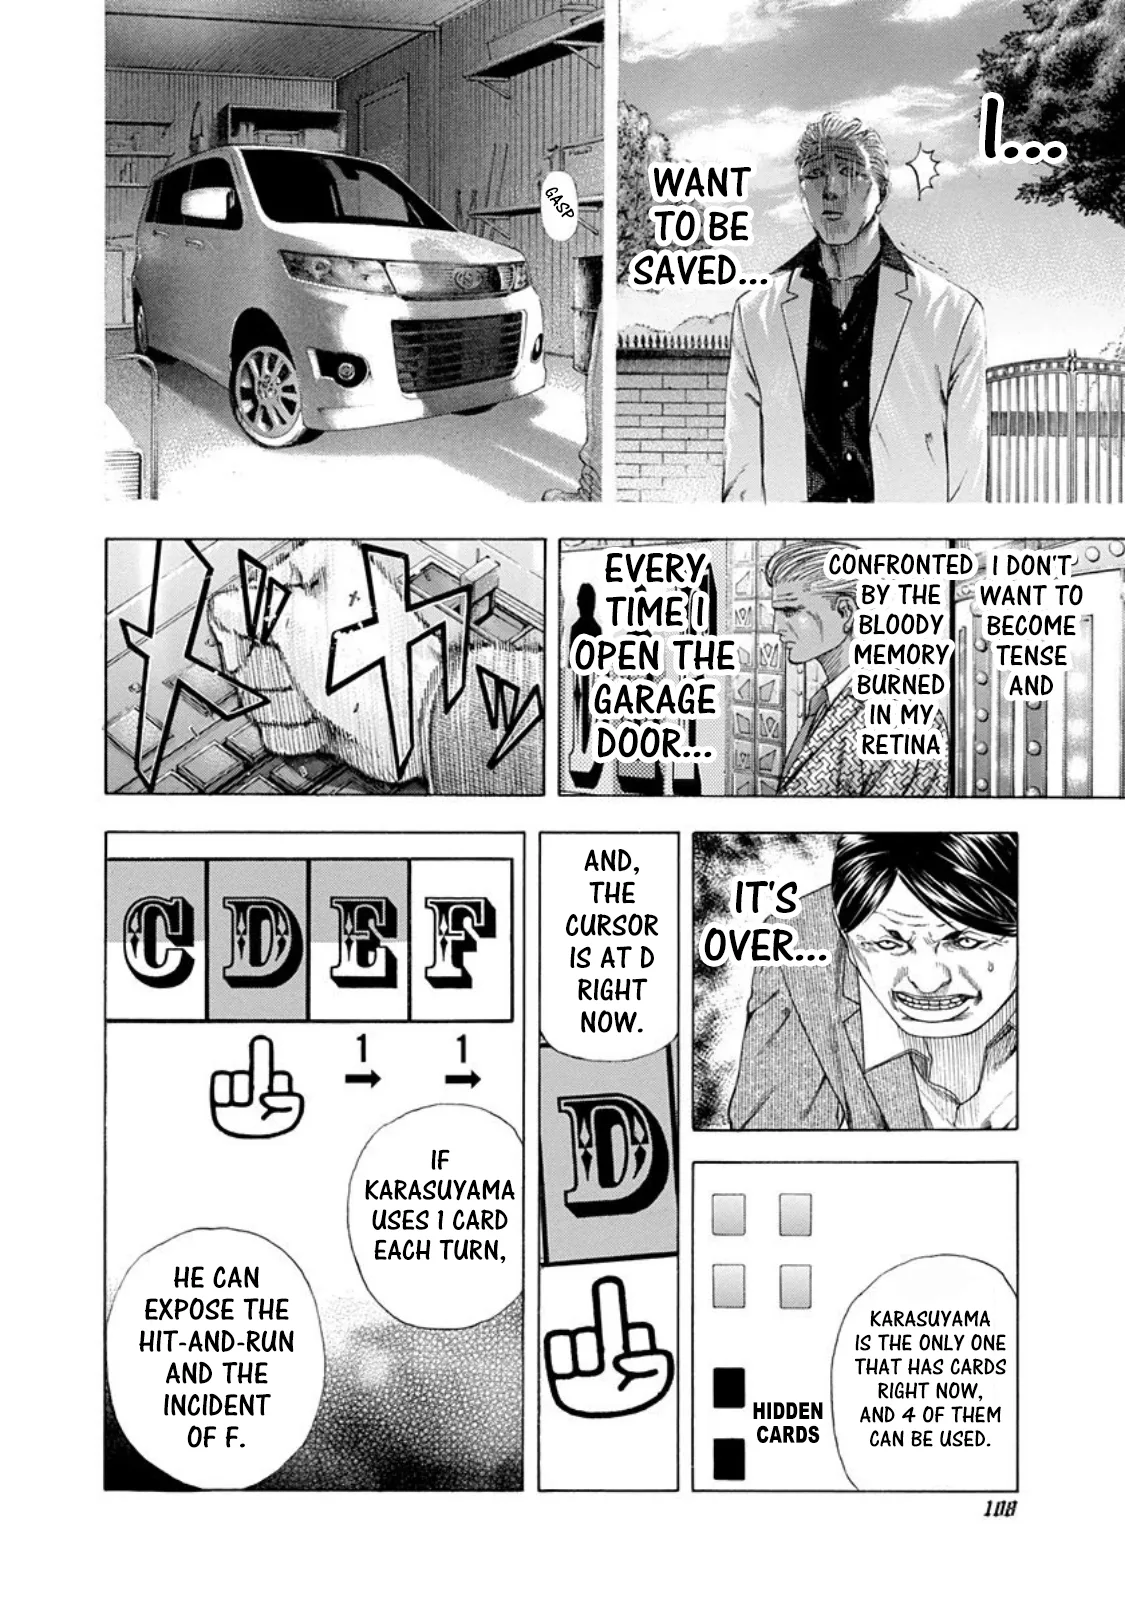 I...
WANT
TO BE
SAVED...
GASP
I DON'T
WANT TO
BECOME
TENSE
AND
CONFRONTED
BY THE
BLOODY
MEMORY
BURNED
IN MY
RETINA
EVERY
TIME I
OPEN THE
GARAGE
DOOR...
ドガッ
IT'S
OVER...
KARASUYAMA
IS THE ONLY ONE
THAT HAS CARDS
RIGHT NOW,
AND 4 OF THEM
CAN BE USED.
HIDDEN
CARDS
AND,
THE
CURSOR
IS AT D
RIGHT
NOW.
D
C D E F
1 1
→ →
IF
KARASUYAMA
USES 1 CARD
EACH TURN,
HE CAN
EXPOSE THE
HIT-AND-RUN
AND THE
INCIDENT
OF F.
108